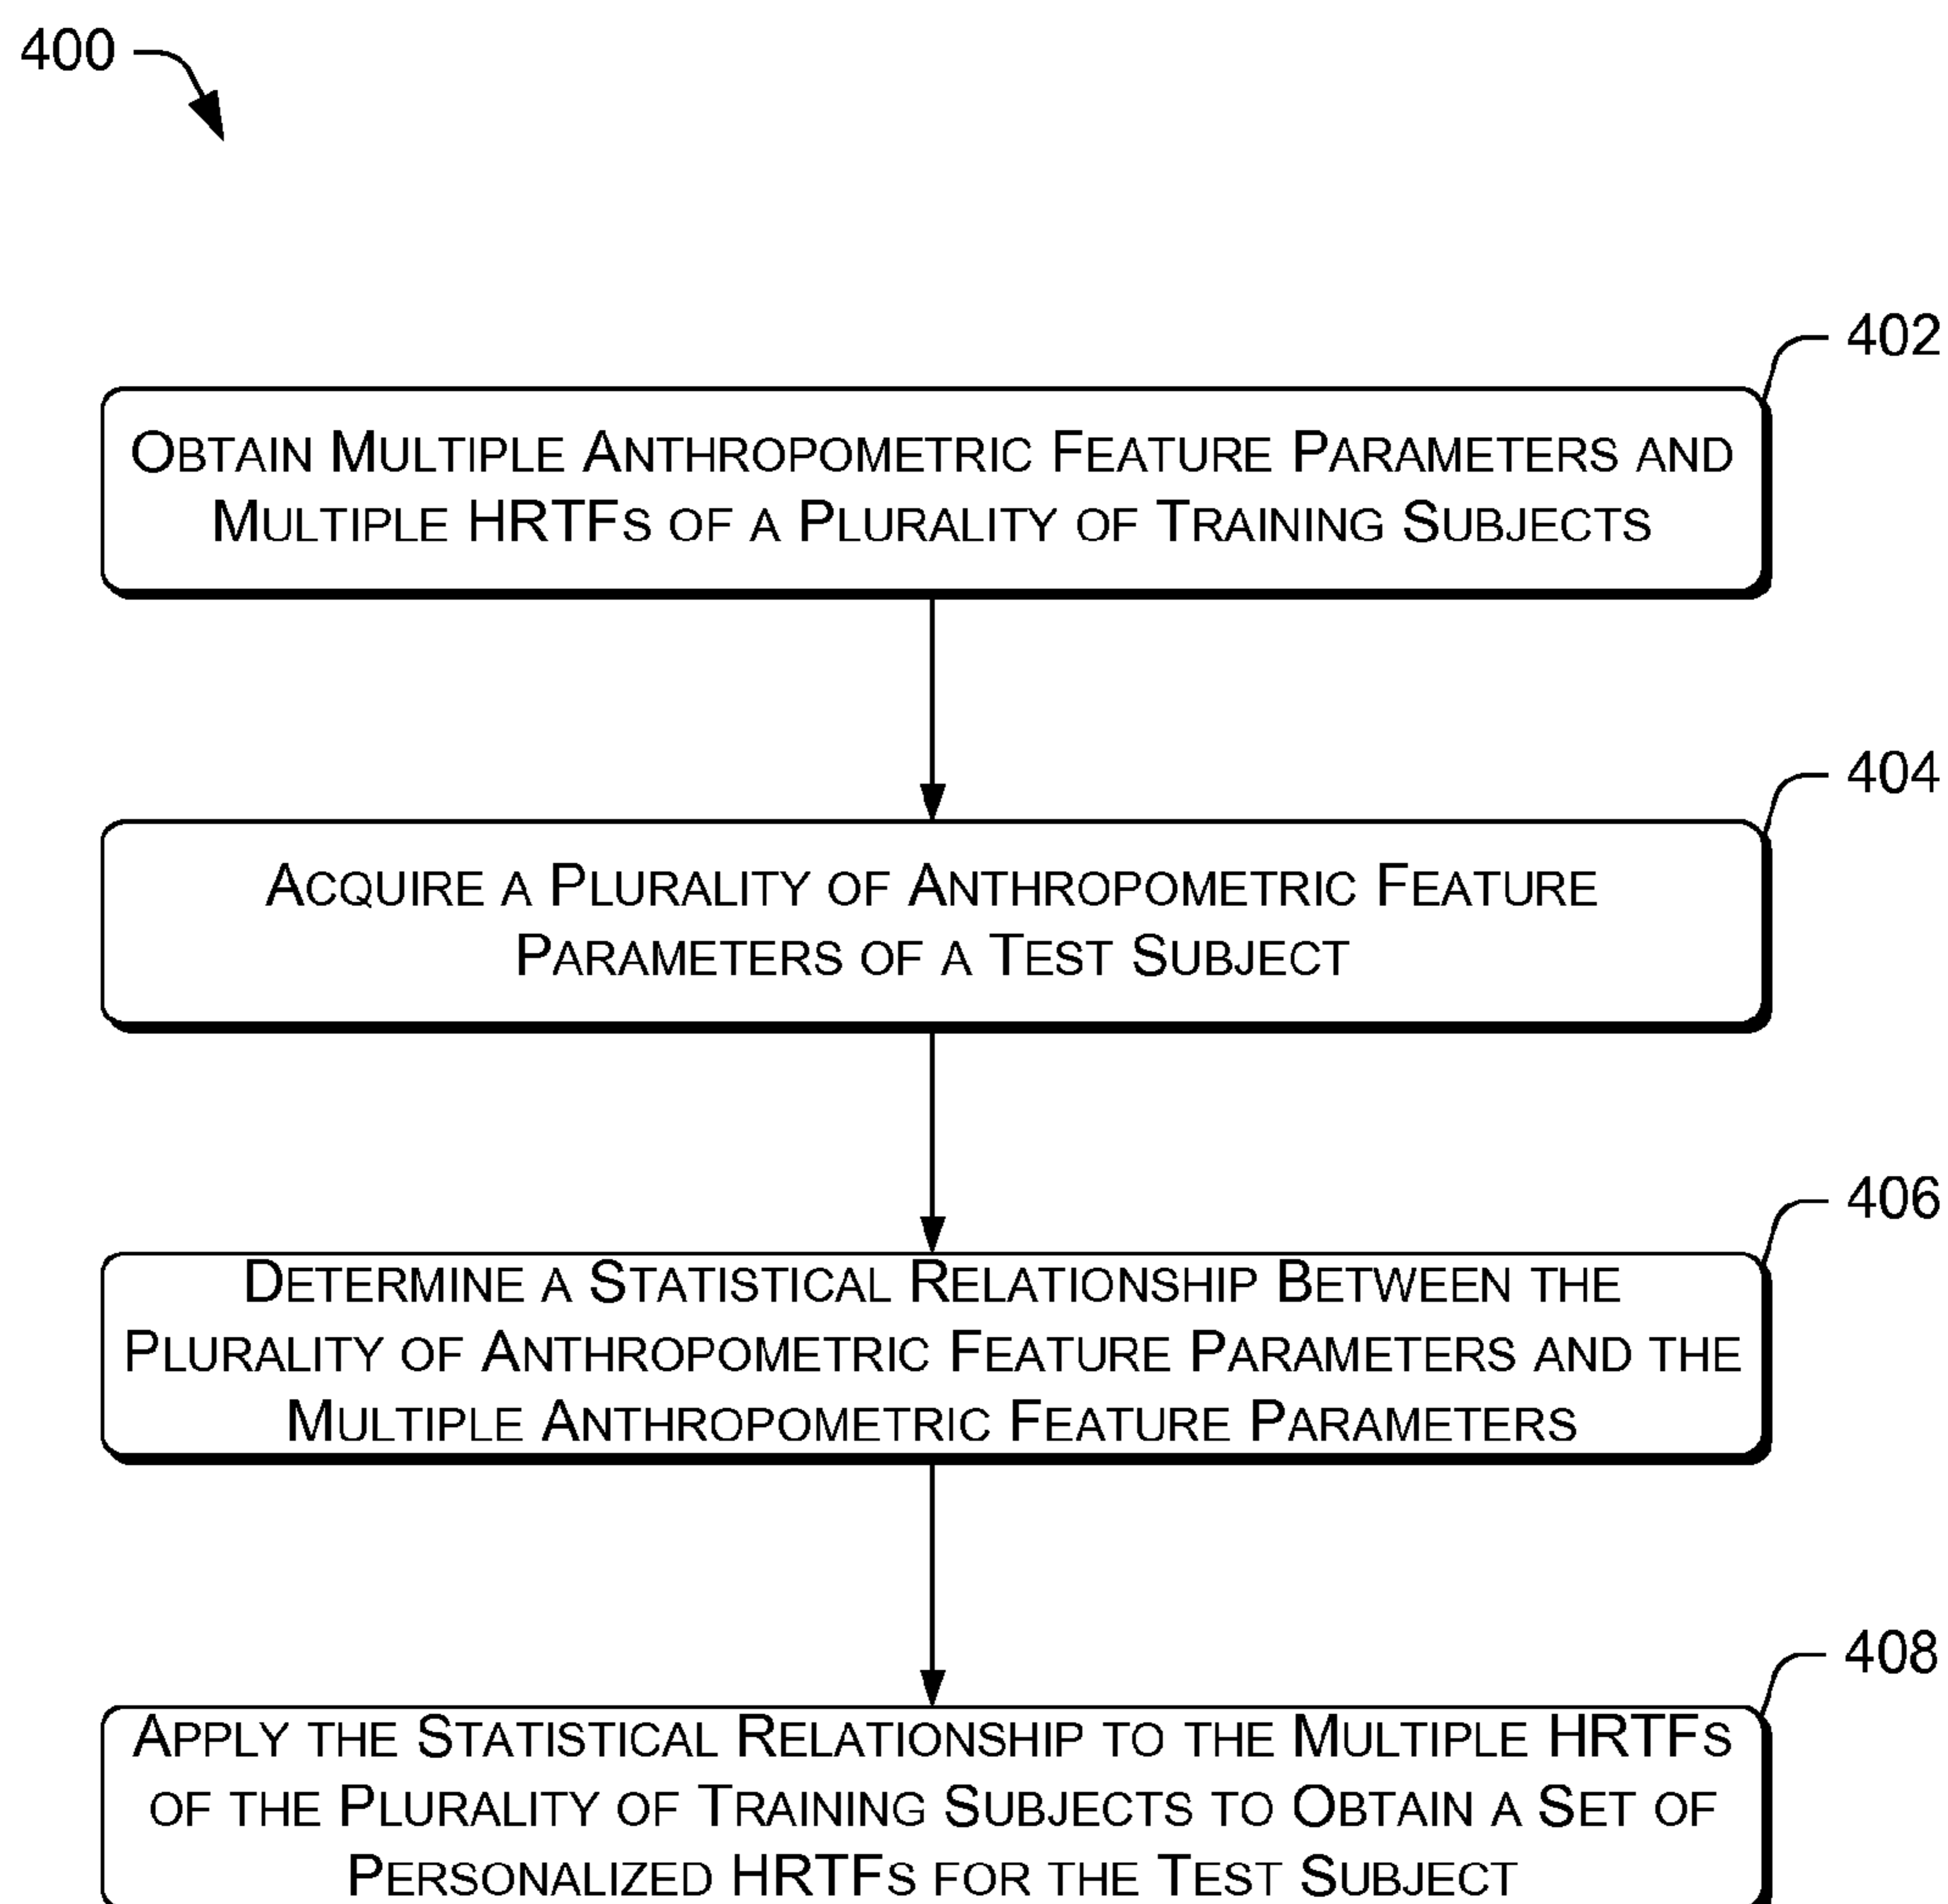 400
402
OBTAIN MULTIPLE ANTHROPOMETRIC FEATURE PARAMETERS AND
MULTIPLE HRTFS OF A PLURALITY OF TRAINING SUBJECTS
404
ACQUIRE A PLURALITY OF ANTHROPOMETRIC FEATURE
PARAMETERS OF A TEST SUBJECT
406
DETERMINE A STATISTICAL RELATIONSHIP BETWEEN THE
PLURALITY OF ANTHROPOMETRIC FEATURE PARAMETERS AND THE
MULTIPLE ANTHROPOMETRIC FEATURE PARAMETERS
408
APPLY THE STATISTICAL RELATIONSHIP TO THE MULTIPLE HRTFS
OF THE PLURALITY OF TRAINING SUBJECTS TO OBTAIN A SET OF
PERSONALIZED HRTFS FOR THE TEST SUBJECT